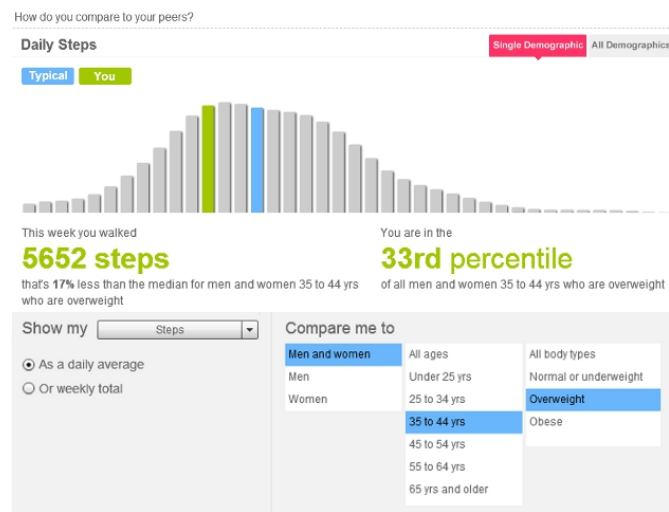 How do you compare to your peers?
Daily Steps
Single Demographic
All Demographics
Typical
You
This week you walked
5652 steps
that's 17% less than the median for men and women 35 to 44 yrs
who are overweight
You are in the
33rd percentile
of all men and women 35 to 44 yrs who are overweight
Show my
Steps
As a daily average
Or weekly total
Compare me to
Men and women
Men
Women
All ages
Under 25 yrs
25 to 34 yrs
35 to 44 yrs
45 to 54 yrs
55 to 64 yrs
65 yrs and older
All body types
Normal or underweight
Overweight
Obese